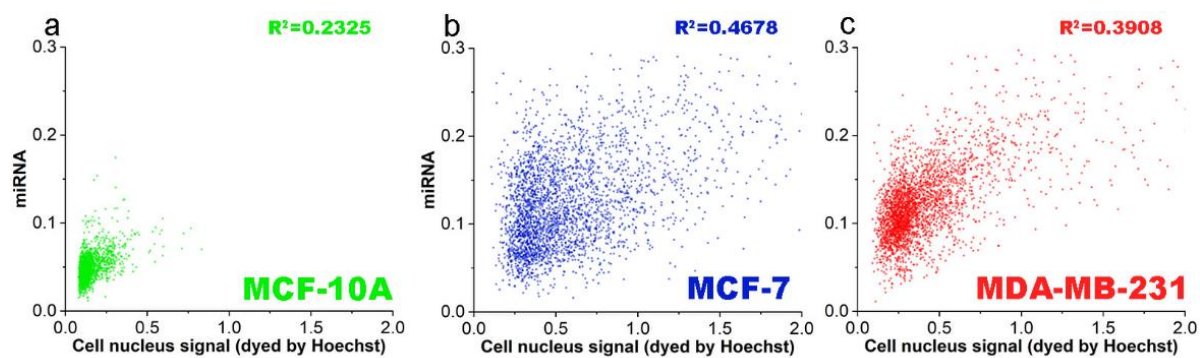 a
R²=0.2325
0.3
0.2
0.1
0.0
miRNA
MCF-10A
0.0 0.5 1.0 1.5 2.0
Cell nucleus signal (dyed by Hoechst)
b
R²=0.4678
0.3
0.2
0.1
0.0
miRNA
MCF-7
0.0 0.5 1.0 1.5 2.0
Cell nucleus signal (dyed by Hoechst)
c
R²=0.3908
0.3
0.2
0.1
0.0
MDA-MB-231
0.0 0.5 1.0 1.5 2.0
Cell nucleus signal (dyed by Hoechst)